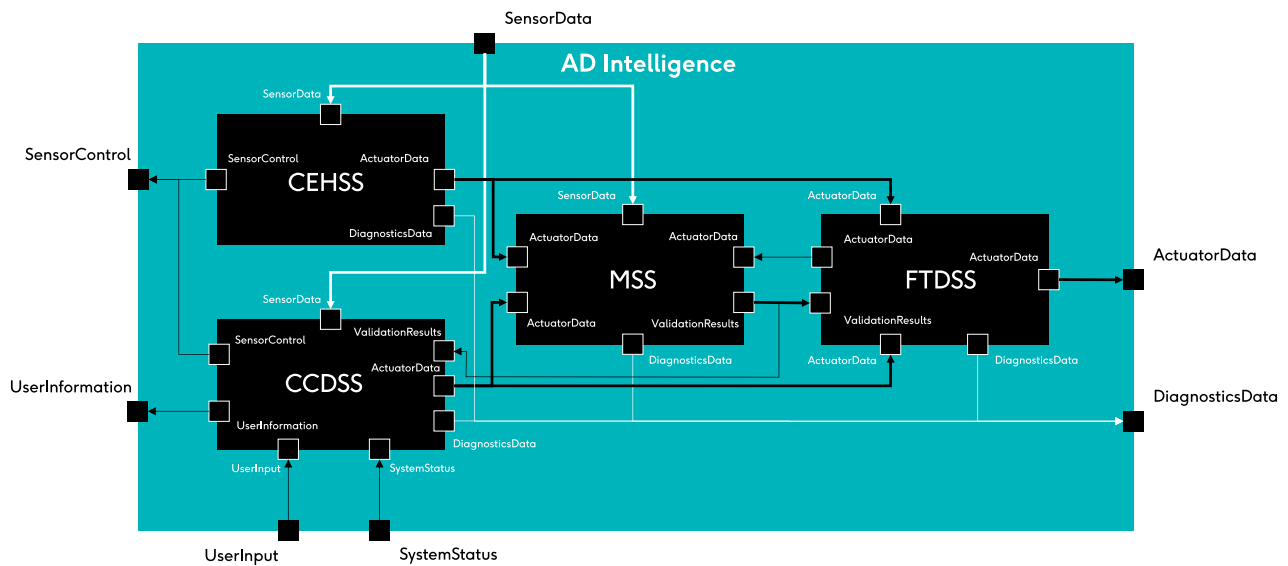 SensorData
AD Intelligence
SensorData
SensorControl
SensorControl
ActuatorData
CEHSS
DiagnosticsData
SensorData
ActuatorData
ActuatorData
ActuatorData
ActuatorData
MSS
ActuatorData
ValidationResults
DiagnosticsData
ActuatorData
FTDSS
ActuatorData
ValidationResults
ActuatorData
DiagnosticsData
SensorData
SensorControl
ValidationResults
ActuatorData
CCDSS
UserInformation
UserInformation
DiagnosticsData
DiagnosticsData
UserInput
SystemStatus
UserInput
SystemStatus